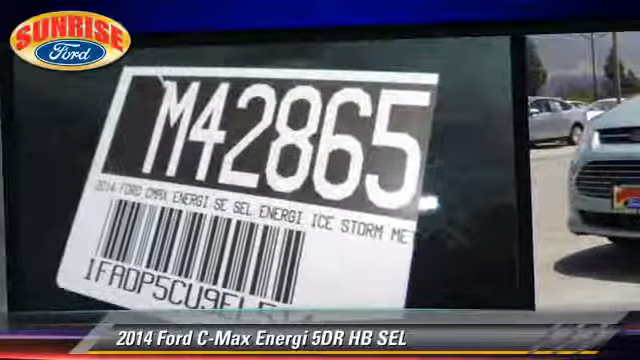 SUNRISE
Ford
M42865
2014 FORD CMAX ENERGI SE SEL ENERGI ICE STORM ME
1FADP5CU9EL5
2014 Ford C-Max Energi 5DR HB SEL